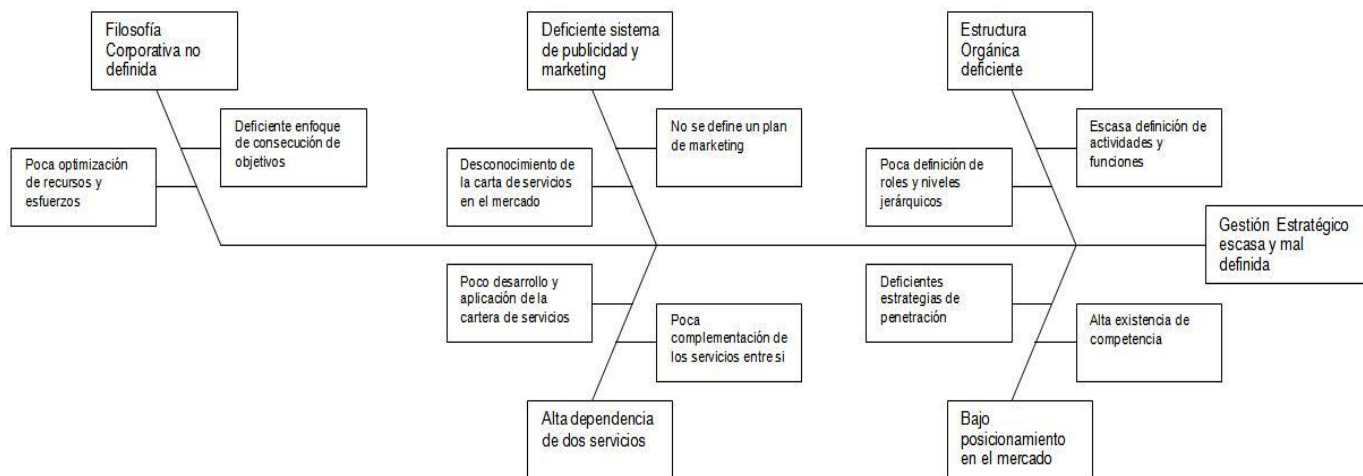 Filosofía
Corporativa no
definida
Deficiente sistema
de publicidad y
marketing
Estructura
Orgánica
deficiente
Deficiente enfoque
de consecución de
objetivos
Poca optimización
de recursos y
esfuerzos
No se define un plan
de marketing
Desconocimiento de
la carta de servicios
en el mercado
Escasa definición de
actividades y
funciones
Poca definición de
roles y niveles
jerárquicos
Gestión Estratégico
escasa y mal
definida
Poco desarrollo y
aplicación de la
cartera de servicios
Poca
complementación de
los servicios entre si
Deficientes
estrategias de
penetración
Alta existencia de
competencia
Alta dependencia
de dos servicios
Bajo
posicionamiento
en el mercado